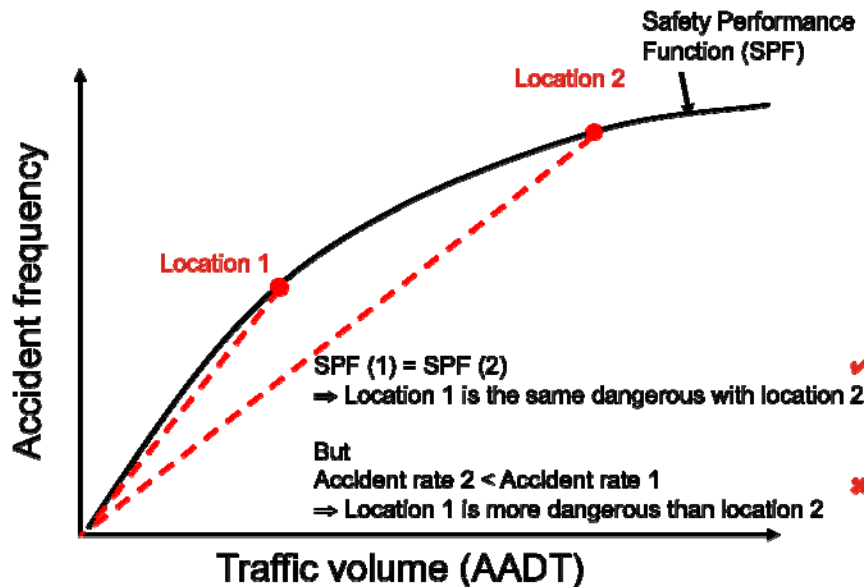 Safety Performance
Function (SPF)
Location 2
Location 1
Accident frequency
SPF (1) = SPF (2)
⇒ Location 1 is the same dangerous with location 2
But
Accident rate 2 < Accident rate 1
⇒ Location 1 is more dangerous than location 2
Traffic volume (AADT)